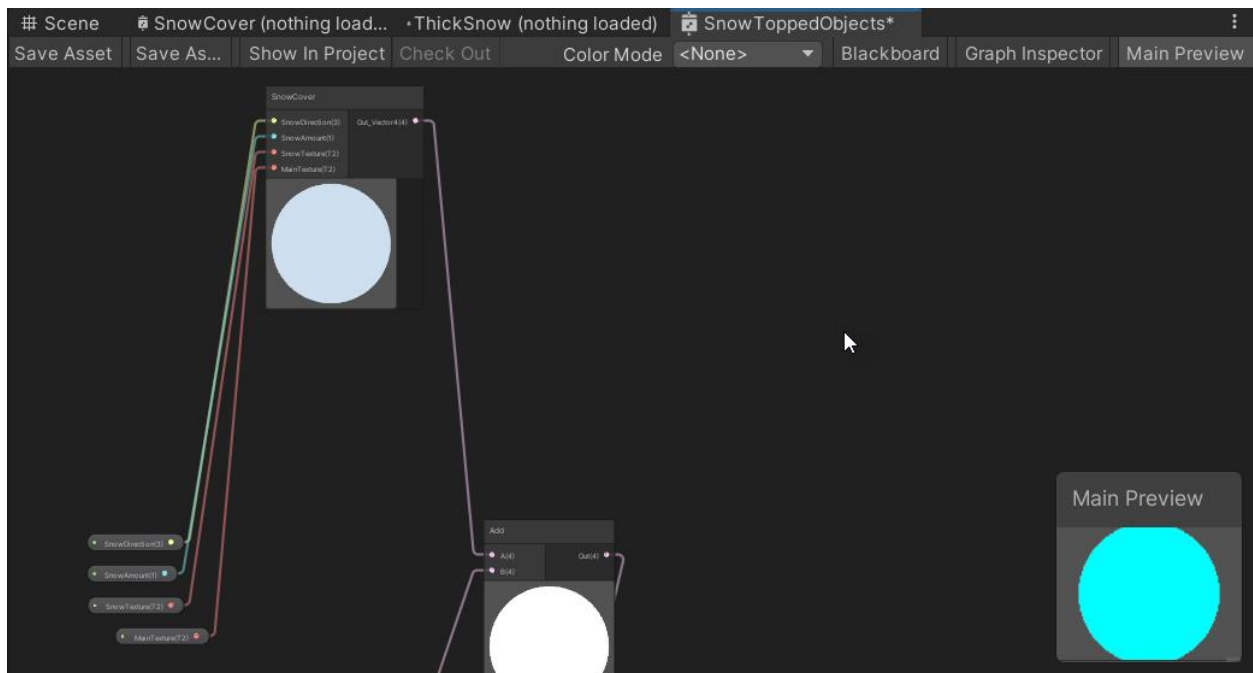 Scene SnowCover (nothing load... ThickSnow (nothing loaded) SnowToppedObjects*
Save Asset Save As... Show In Project Check Out Color Mode <None> Blackboard Graph Inspector Main Preview
SnowCover
SnowDirection(3) Out_Vector4(4)
SnowAmount(1)
SnowTexture(T2)
MainTexture(T2)
Main Preview
Add
SnowDirection(3)
A(4) Out(4)
B(4)
SnowAmount(1)
SnowTexture(T2)
MainTexture(T2)